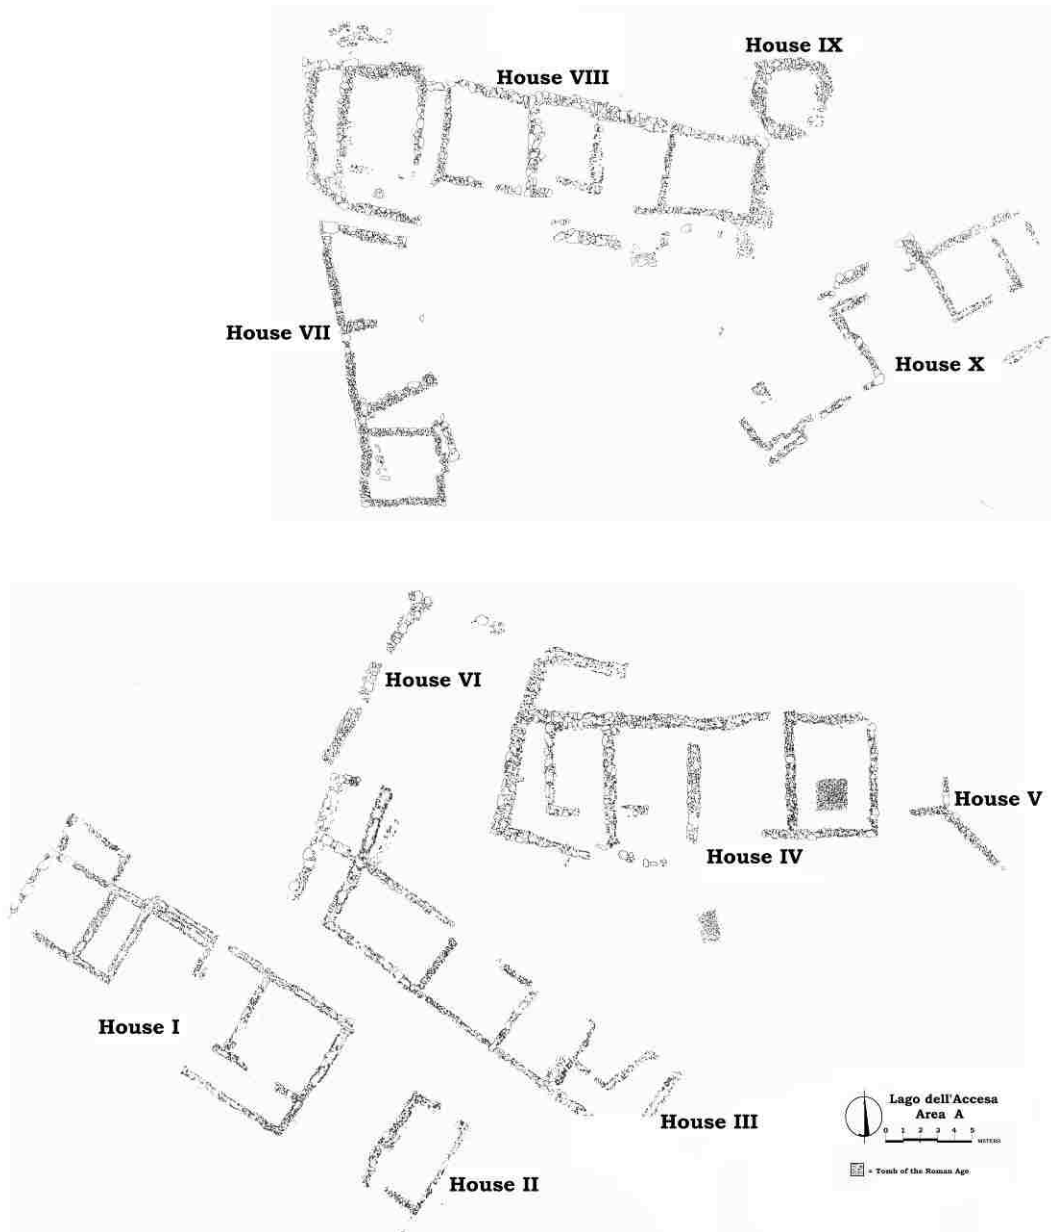 House IX
House VIII
House VII
House X
House VI
House V
House IV
House I
House III
House II
Lago dell'Accesa
Area A
0 1 2 3 4 5
METERS
= Tomb of the Roman Age